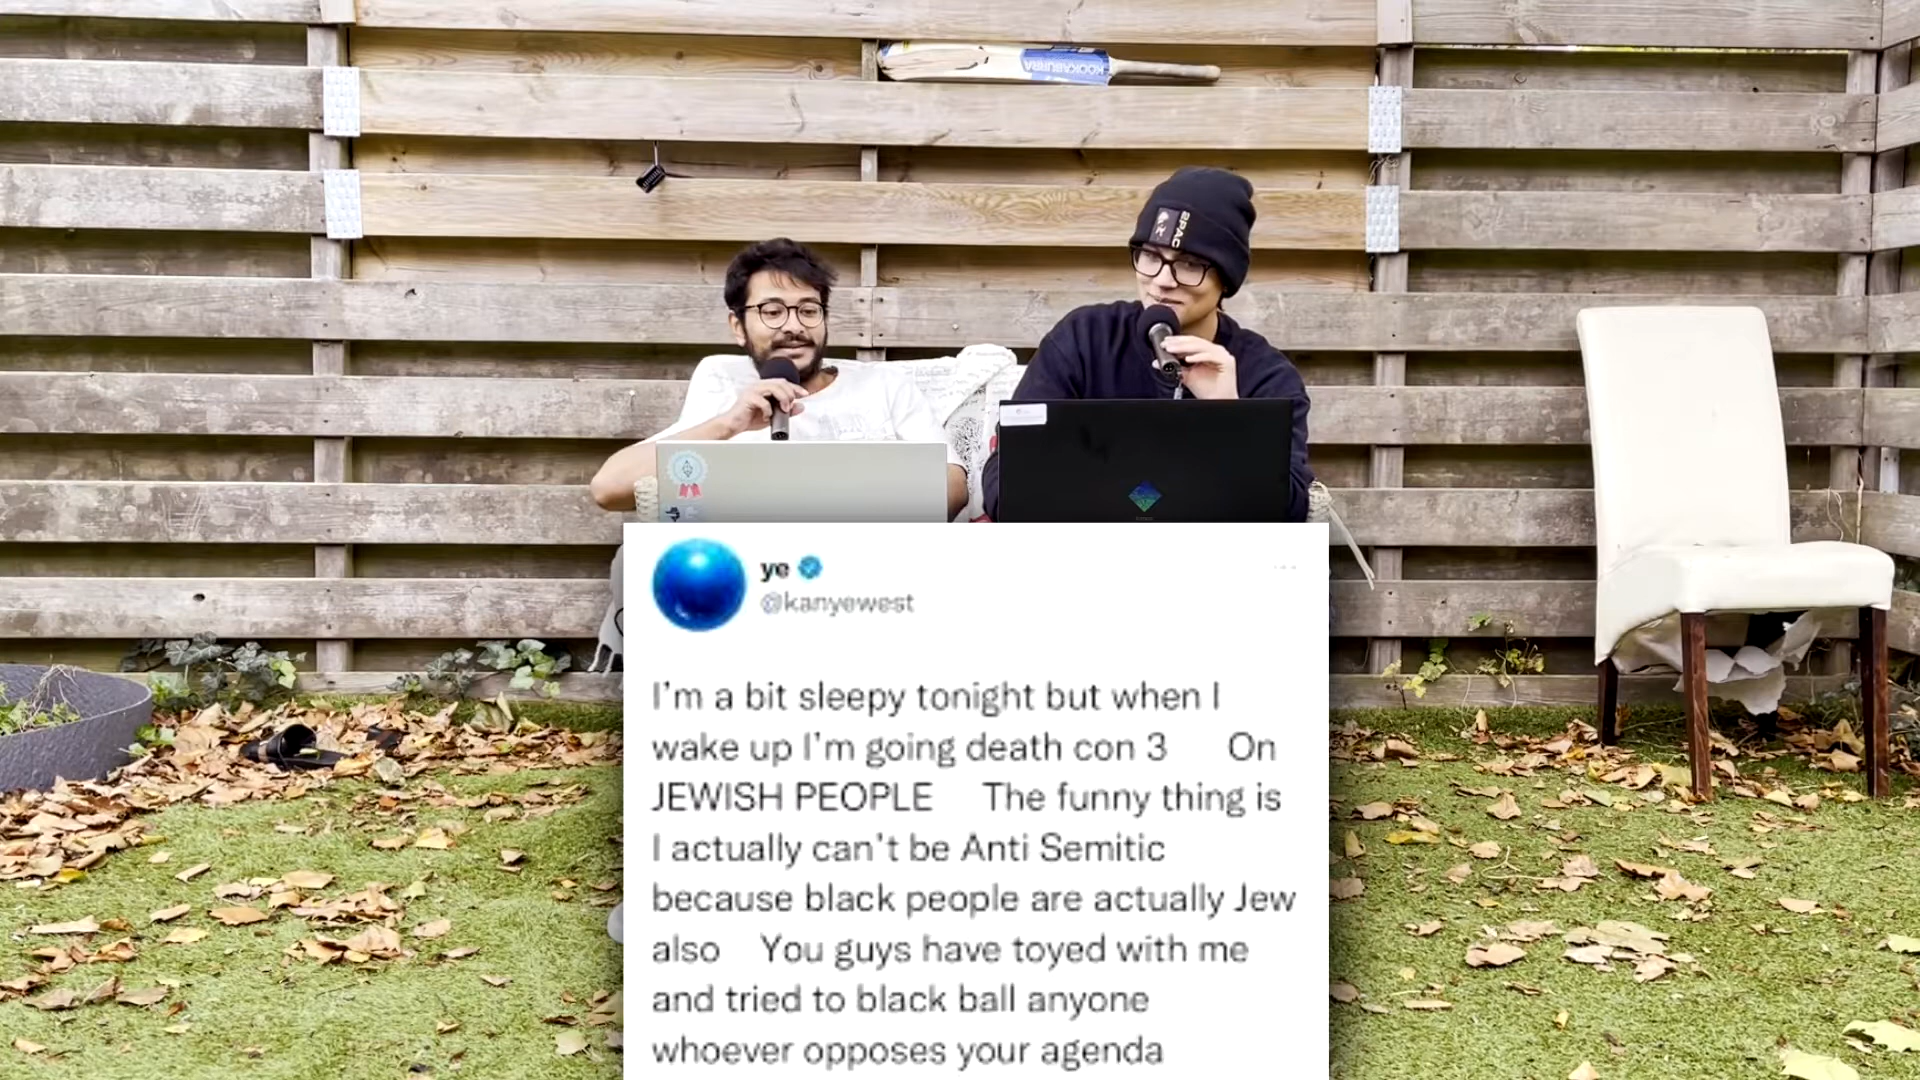 KOOKABURRA
2PAC
ye
@kanyewest
I'm a bit sleepy tonight but when I
wake up I'm going death con 3 On
JEWISH PEOPLE The funny thing is
I actually can't be Anti Semitic
because black people are actually Jew
also You guys have toyed with me
and tried to black ball anyone
whoever opposes your agenda